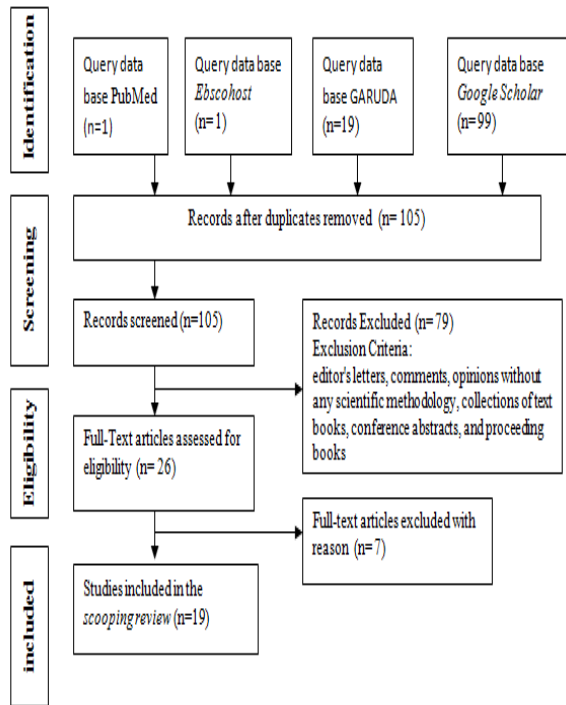 Identification
Query data
base PubMed
(n=1)
Query data base
Ebscohost
(n=1)
Query data
base GARUDA
(n=19)
Query data base
Google Scholar
(n=99)
Screening
Records after duplicates removed (n= 105)
Records screened (n=105)
Records Excluded (n= 79)
Exclusion Criteria:
editor's letters, comments, opinions without
any scientific methodology, collections of text
books, conference abstracts, and proceeding
books
Eligibility
Full-Text articles assessed for
eligibility (n= 26)
Full-text articles excluded with
reason (n= 7)
included
Studies included in the
scooping review (n=19)